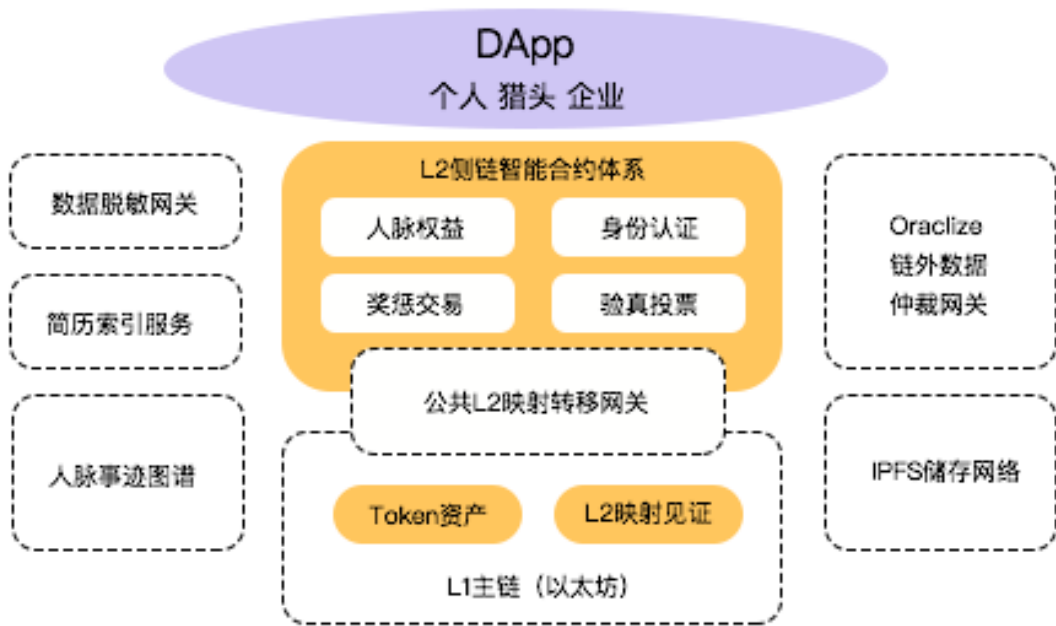 DApp
个人 猎头 企业
数据脱敏网关
简历索引服务
人脉事迹图谱
L2侧链智能合约体系
人脉权益
身份认证
奖惩交易
验真投票
公共L2映射转移网关
Token资产
L2映射见证
L1主链（以太坊）
Oraclize
链外数据
仲裁网关
IPFS储存网络